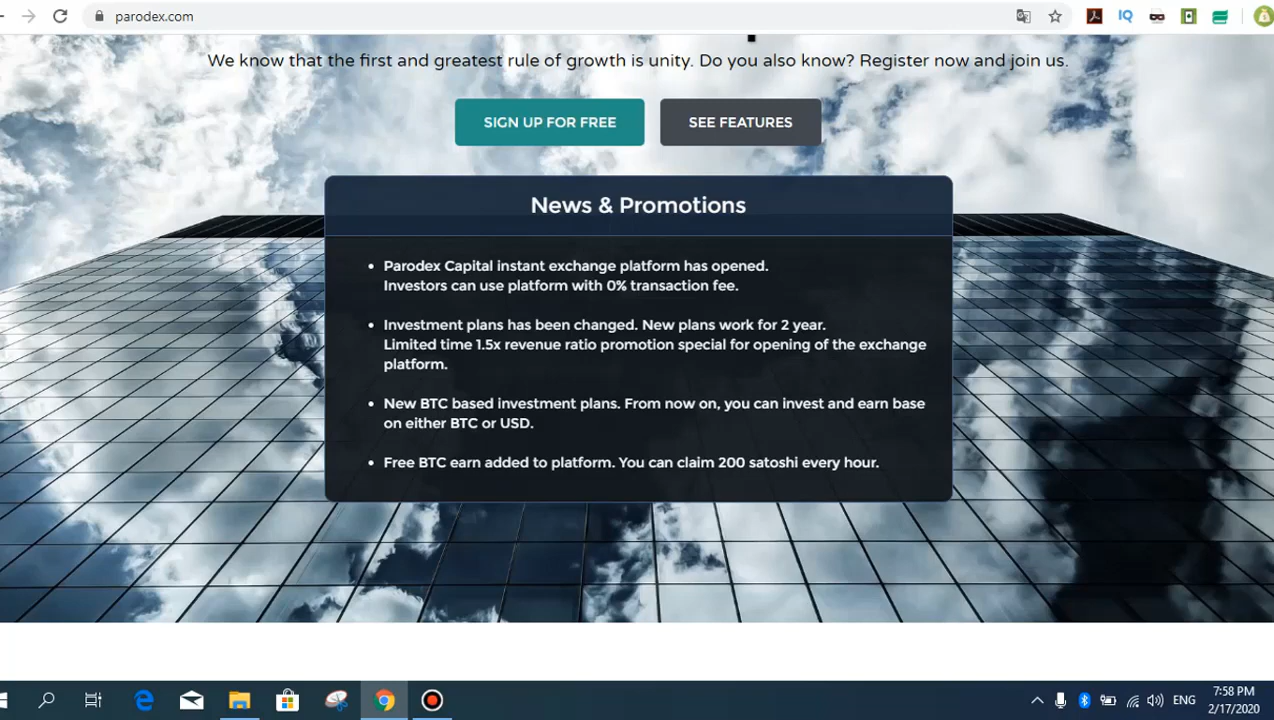 parodex.com
IQ
We know that the first and greatest rule of growth is unity. Do you also know? Register now and join us.
SIGN UP FOR FREE
SEE FEATURES
News & Promotions
Parodex Capital instant exchange platform has opened.
Investors can use platform with 0% transaction fee.
Investment plans has been changed. New plans work for 2 year.
Limited time 1.5x revenue ratio promotion special for opening of the exchange
platform.
New BTC based investment plans. From now on, you can invest and earn base
on either BTC or USD.
Free BTC earn added to platform. You can claim 200 satoshi every hour.
ENG
7:58 PM
2/17/2020